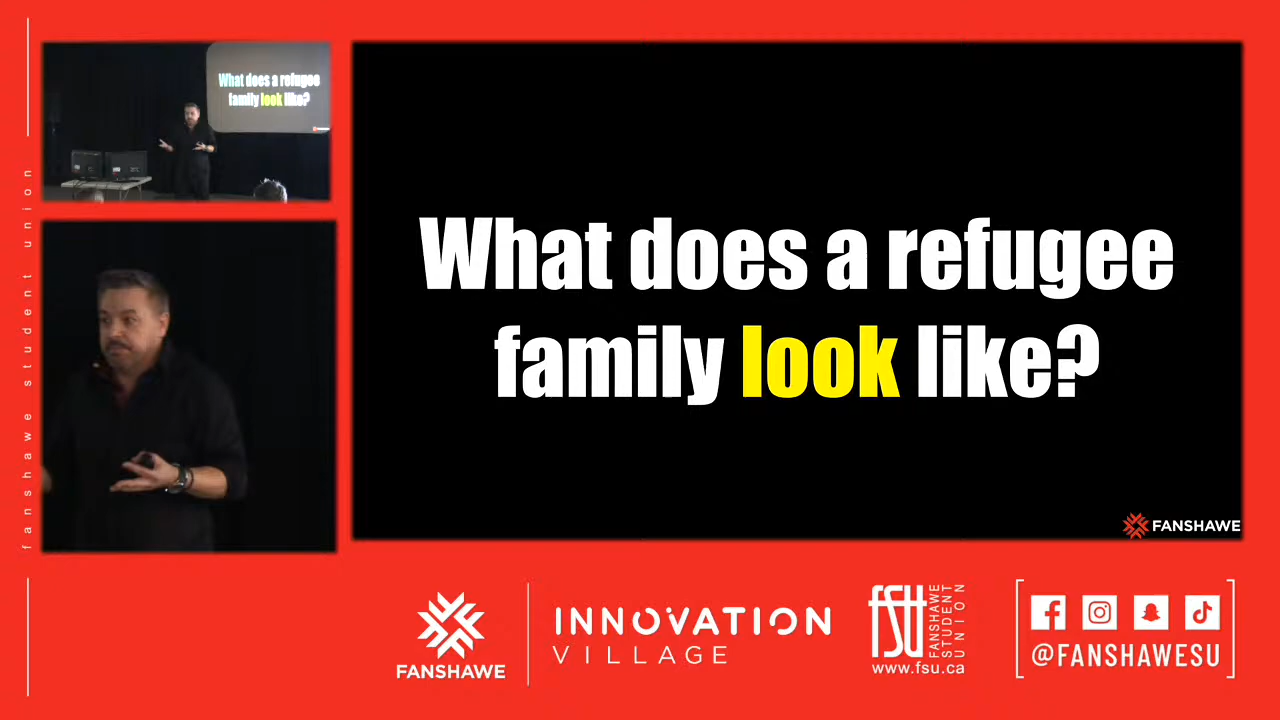 fanshawe student union
What does a refugee
family look like?
What does a refugee
family look like?
FANSHAWE
FANSHAWE
INNOVATION
VILLAGE
fsu
FANSHAWE
STUDENT
UNION
www.fsu.ca
@FANSHAWESU